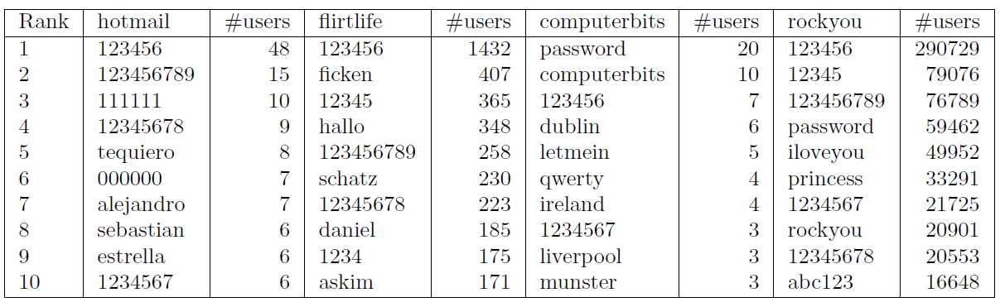 Rank hotmail #users flirtlife #users computerbits #users rockyou #users
1 123456 48 123456 1432 password 20 123456 290729
2 123456789 15 ficken 407 computerbits 10 12345 79076
3 111111 10 12345 365 123456 7 123456789 76789
4 12345678 9 hallo 348 dublin 6 password 59462
5 tequiero 8 123456789 258 letmein 5 iloveyou 49952
6 000000 7 schatz 230 qwerty 4 princess 33291
7 alejandro 7 12345678 223 ireland 4 1234567 21725
8 sebastian 6 daniel 185 1234567 3 rockyou 20901
9 estrella 6 1234 175 liverpool 3 12345678 20553
10 1234567 6 askim 171 munster 3 abc123 16648